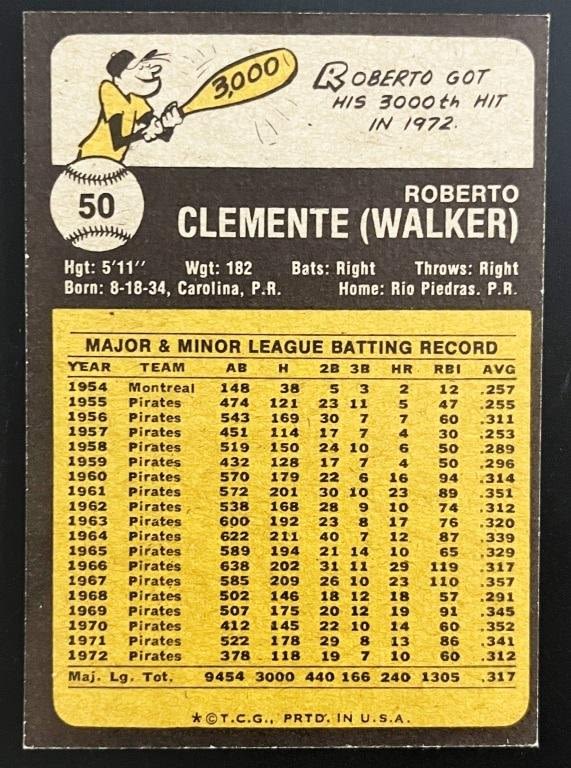 3,000
ROBERTO GOT
HIS 3000th HIT
IN 1972.
50
ROBERTO
CLEMENTE (WALKER)
Hgt: 5'11" Wgt: 182 Bats: Right Throws: Right
Born: 8-18-34, Carolina, P.R. Home: Rio Piedras. P.R.
MAJOR & MINOR LEAGUE BATTING RECORD
YEAR TEAM AB H 2B 3B HR RBI AVG
1954 Montreal 148 38 5 3 2 12 .257
1955 Pirates 474 121 23 11 5 47 .255
1956 Pirates 543 169 30 7 7 60 .311
1957 Pirates 451 114 17 7 4 30 .253
1958 Pirates 519 150 24 10 6 50 .289
1959 Pirates 432 128 17 7 4 50 .296
1960 Pirates 570 179 22 6 16 94 .314
1961 Pirates 572 201 30 10 23 89 .351
1962 Pirates 538 168 28 9 10 74 .312
1963 Pirates 600 192 23 8 17 76 .320
1964 Pirates 622 211 40 7 12 87 .339
1965 Pirates 589 194 21 14 10 65 .329
1966 Pirates 638 202 31 11 29 119 .317
1967 Pirates 585 209 26 10 23 110 .357
1968 Pirates 502 146 18 12 18 57 .291
1969 Pirates 507 175 20 12 19 91 .345
1970 Pirates 412 145 22 10 14 60 .352
1971 Pirates 522 178 29 8 13 86 .341
1972 Pirates 378 118 19 7 10 60 .312
Maj. Lg. Tot. 9454 3000 440 166 240 1305 .317
*©T.C.G., PRTD. IN U.S.A.